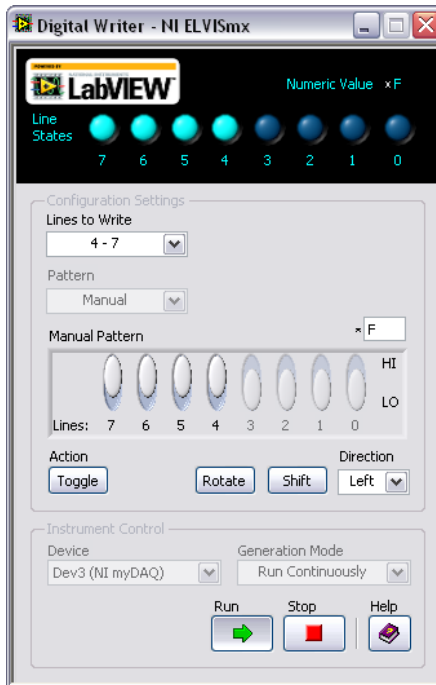 Digital Writer - NI ELVISmx
POWERED BY
NATIONAL INSTRUMENTS
LabVIEW™
Numeric Value × F
Line
States
7 6 5 4 3 2 1 0
Configuration Settings
Lines to Write
4 - 7
Pattern
Manual
Manual Pattern
× F
HI
LO
Lines: 7 6 5 4 3 2 1 0
Action
Direction
Toggle
Rotate
Shift
Left
Instrument Control
Device
Generation Mode
Dev3 (NI myDAQ)
Run Continuously
Run
Stop
Help